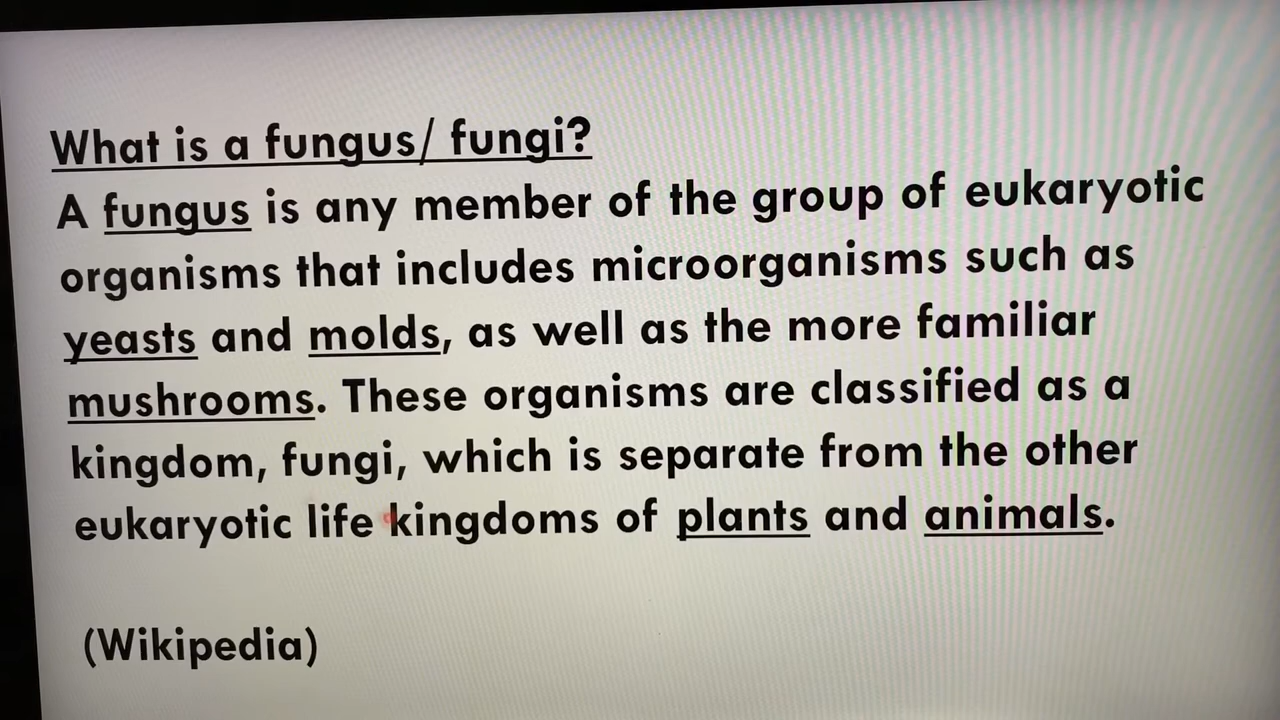 What is a fungus/ fungi?
A fungus is any member of the group of eukaryotic
organisms that includes microorganisms such as
yeasts and molds, as well as the more familiar
mushrooms. These organisms are classified as a
kingdom, fungi, which is separate from the other
eukaryotic life kingdoms of plants and animals.
(Wikipedia)